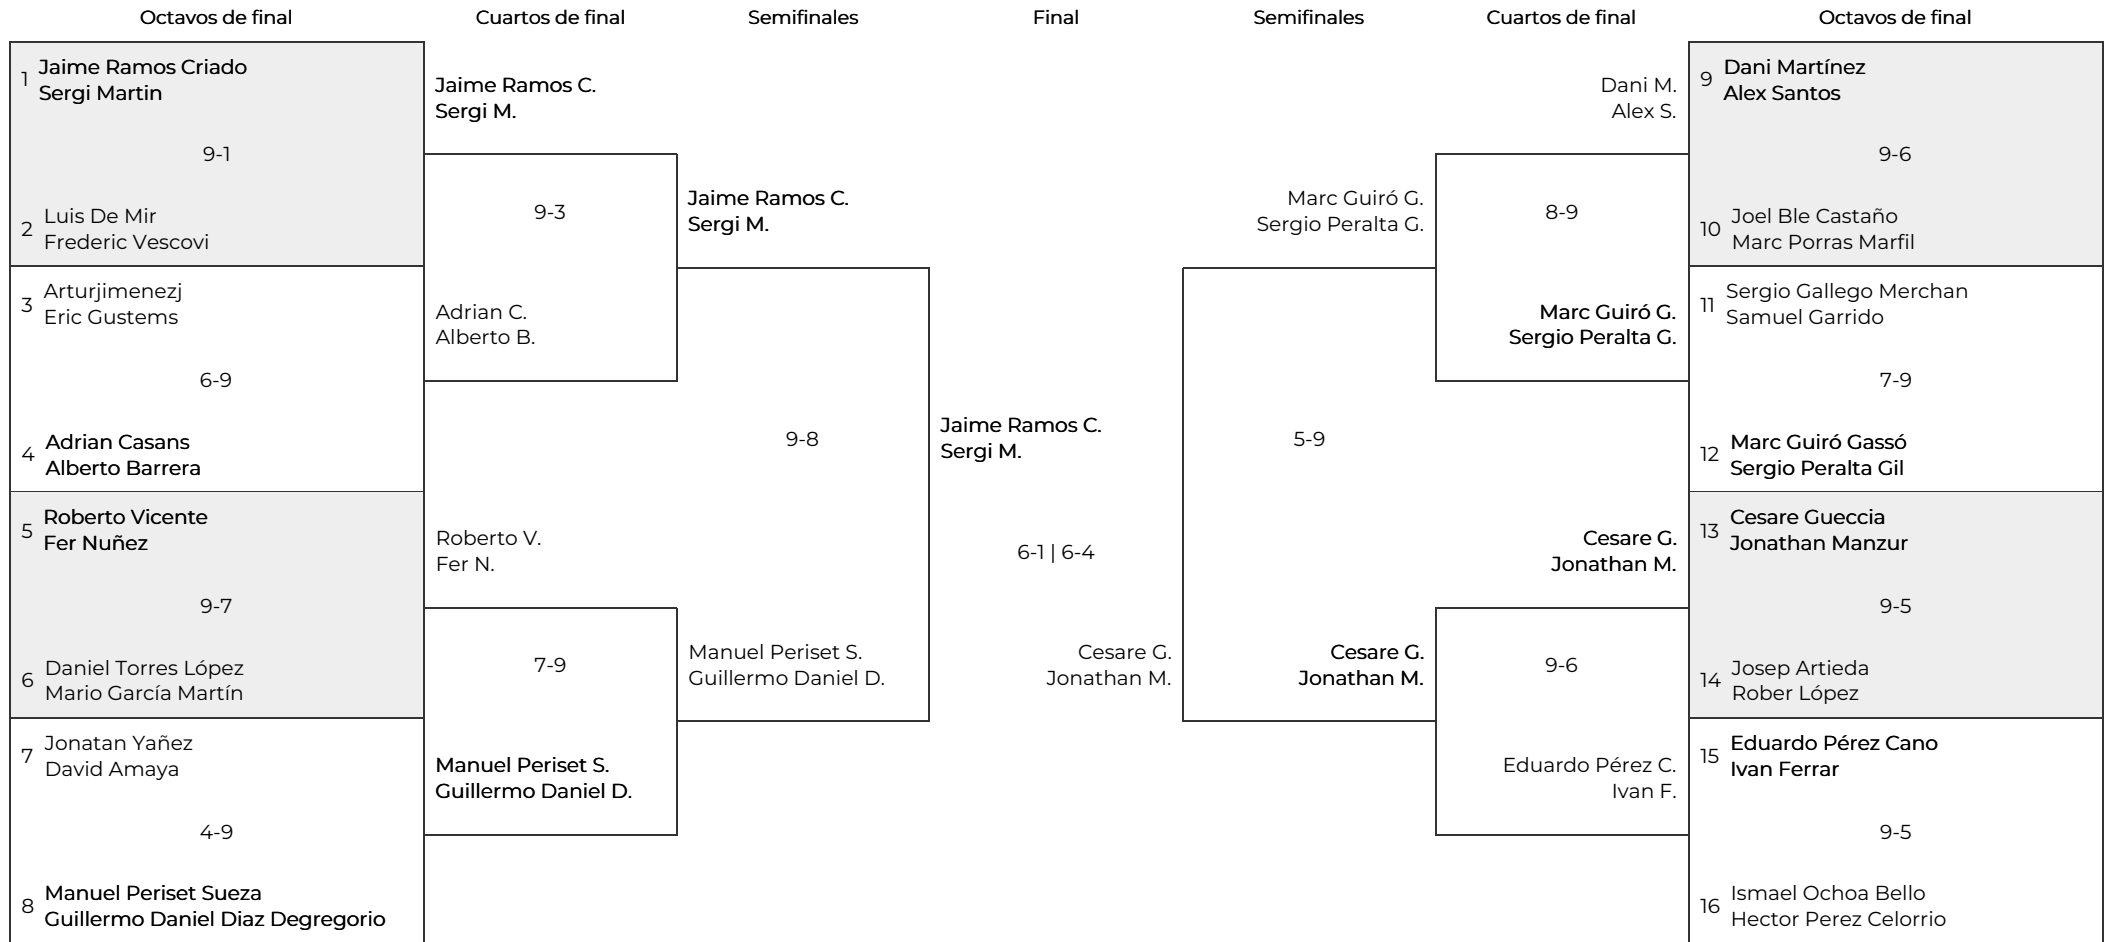 Octavos de final
Cuartos de final
Semifinales
Final
Semifinales
Cuartos de final
Octavos de final
1
Jaime Ramos Criado
Sergi Martin
9-1
2
Luis De Mir
Frederic Vescovi
3
Arturjimenezj
Eric Gustems
6-9
4
Adrian Casans
Alberto Barrera
5
Roberto Vicente
Fer Nuñez
9-7
6
Daniel Torres López
Mario García Martín
7
Jonatan Yañez
David Amaya
4-9
8
Manuel Periset Sueza
Guillermo Daniel Diaz Degregorio
Jaime Ramos C.
Sergi M.
9-3
Adrian C.
Alberto B.
Roberto V.
Fer N.
7-9
Manuel Periset S.
Guillermo Daniel D.
Jaime Ramos C.
Sergi M.
9-8
Manuel Periset S.
Guillermo Daniel D.
Jaime Ramos C.
Sergi M.
6-1 | 6-4
Cesare G.
Jonathan M.
Marc Guiró G.
Sergio Peralta G.
5-9
Cesare G.
Jonathan M.
Dani M.
Alex S.
8-9
Marc Guiró G.
Sergio Peralta G.
Cesare G.
Jonathan M.
9-6
Eduardo Pérez C.
Ivan F.
9
Dani Martínez
Alex Santos
9-6
10
Joel Ble Castaño
Marc Porras Marfil
11
Sergio Gallego Merchan
Samuel Garrido
7-9
12
Marc Guiró Gassó
Sergio Peralta Gil
13
Cesare Gueccia
Jonathan Manzur
9-5
14
Josep Artieda
Rober López
15
Eduardo Pérez Cano
Ivan Ferrar
9-5
16
Ismael Ochoa Bello
Hector Perez Celorrio